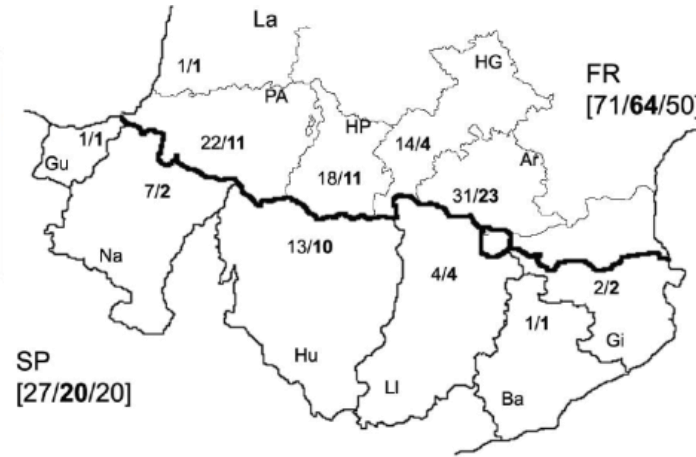 La
HG
FR
[71/64/50]
1/1
PA
HP
1/1
22/11
14/4
Ar
Gu
18/11
31/23
7/2
13/10
Na
4/4
2/2
1/1
Gi
SP
[27/20/20]
Hu
Ll
Ba